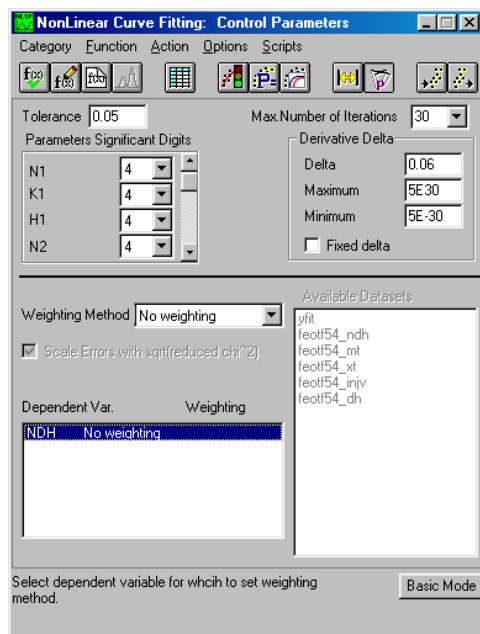 NonLinear Curve Fitting: Control Parameters
Category Function Action Options Scripts
Tolerance 0.05
Max.Number of Iterations 30
Parameters Significant Digits
N1 4
K1 4
H1 4
N2 4
Derivative Delta
Delta 0.06
Maximum 5E30
Minimum 5E-30
Fixed delta
Weighting Method No weighting
Scale Errors with sqrt(reduced chi^2)
Dependent Var. Weighting
NDH No weighting
Available Datasets
yfit
feotf54_ndh
feotf54_mt
feotf54_xt
feotf54_injv
feotf54_dh
Select dependent variable for whcih to set weighting
method.
Basic Mode